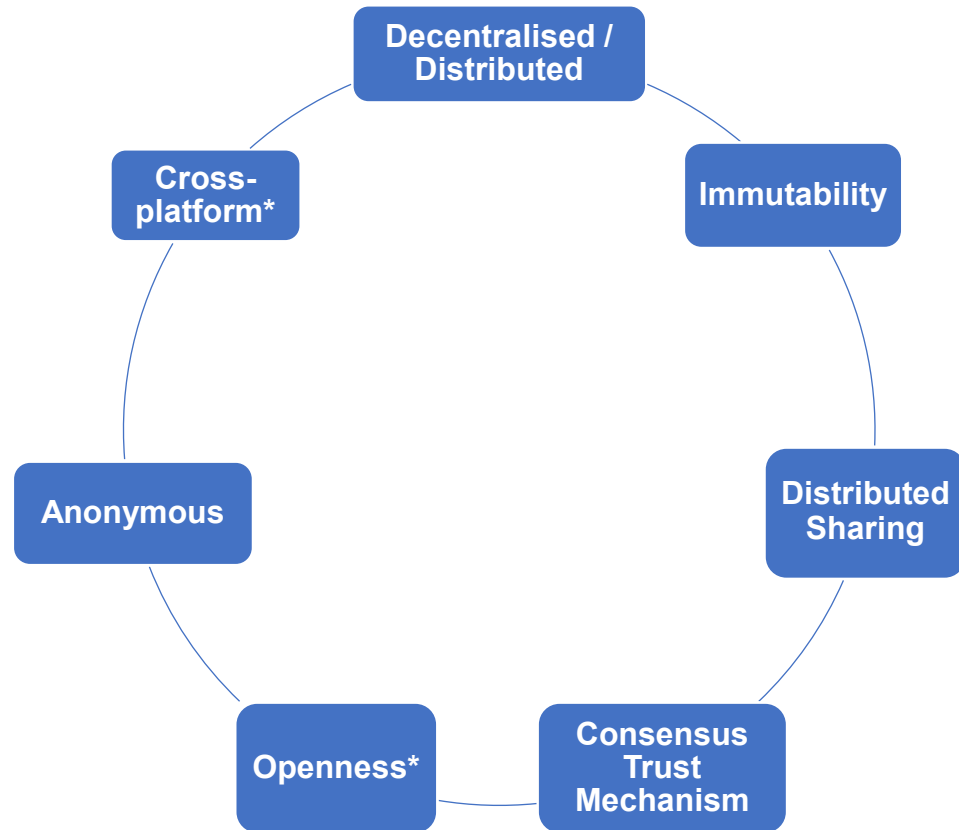 Decentralised /
Distributed
Immutability
Distributed
Sharing
Consensus
Trust
Mechanism
Openness*
Anonymous
Cross-
platform*